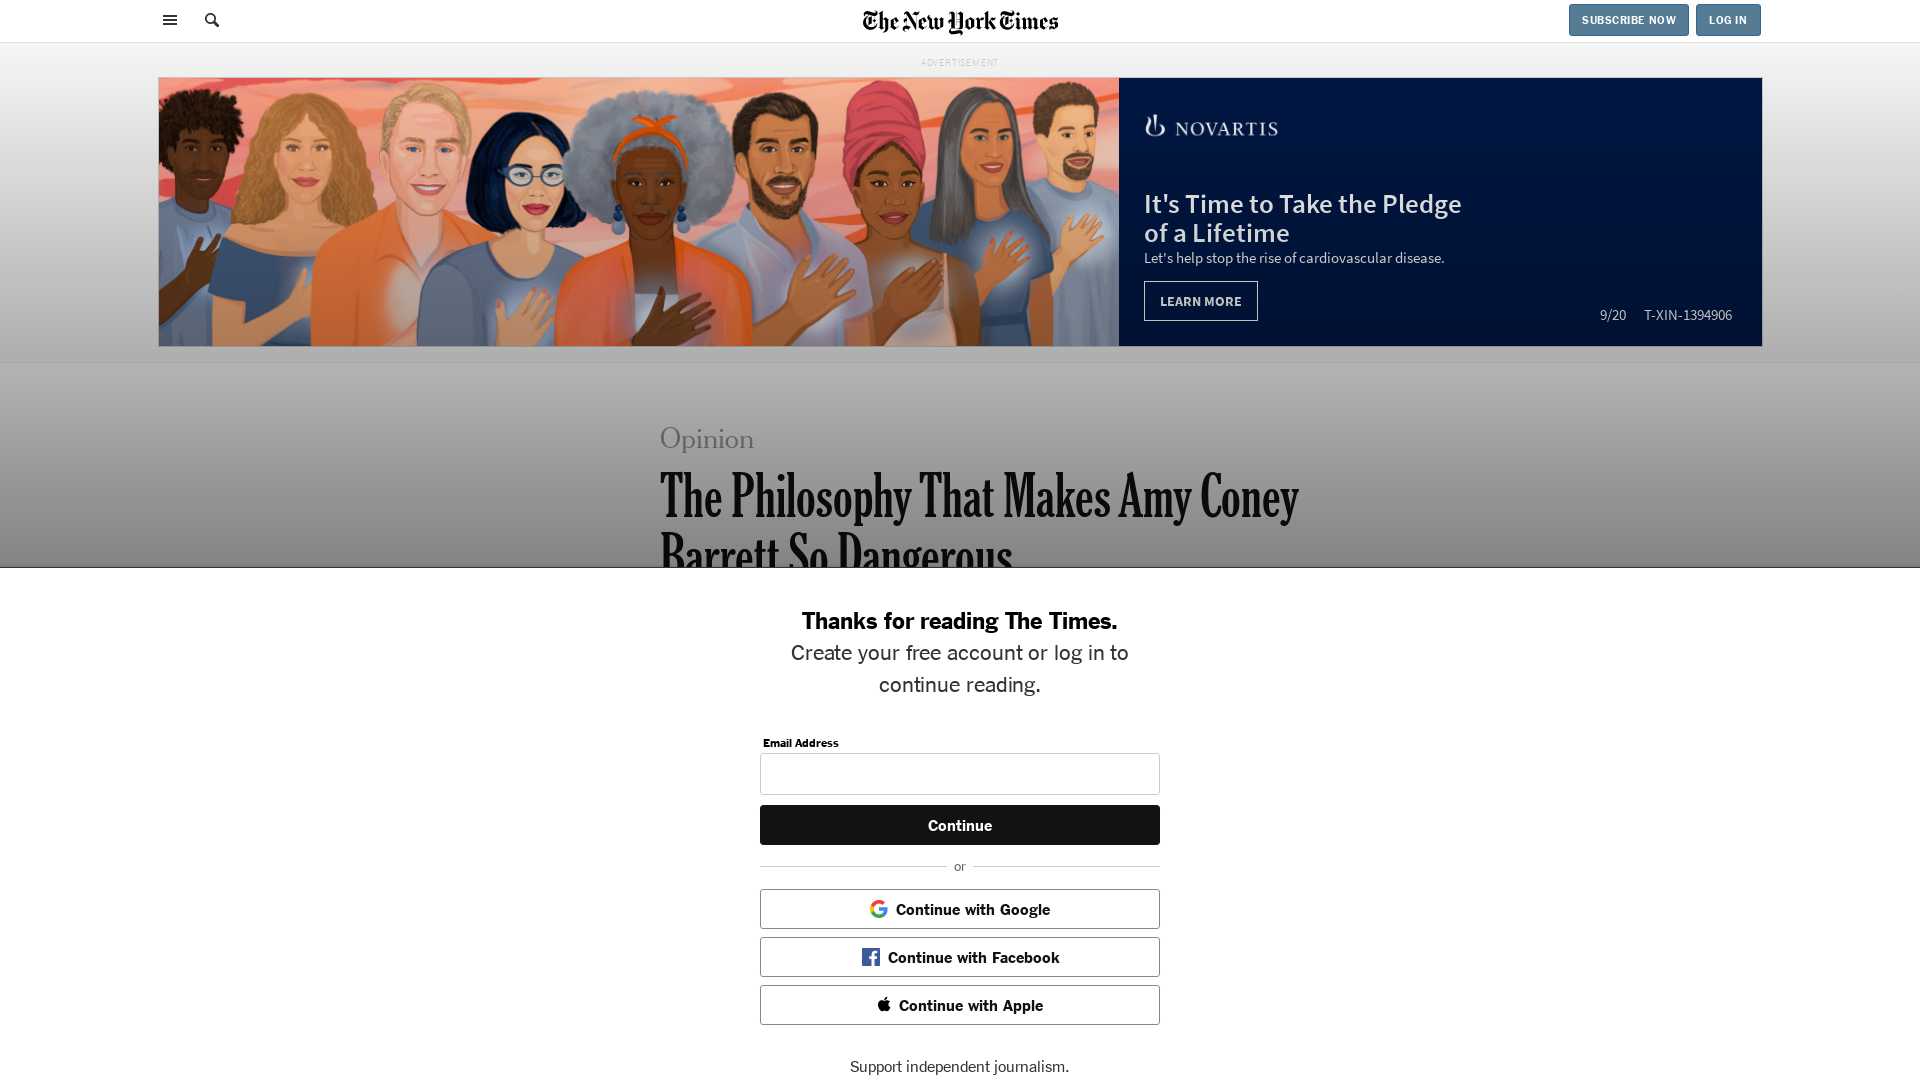 The New York Times
SUBSCRIBE NOW
LOG IN
ADVERTISEMENT
NOVARTIS
It's Time to Take the Pledge
of a Lifetime
Let's help stop the rise of cardiovascular disease.
LEARN MORE
9/20 T-XIN-1394906
Opinion
The Philosophy That Makes Amy Coney
Barrett So Dangerous
Thanks for reading The Times.
Create your free account or log in to
continue reading.
Email Address
Continue
or
Continue with Google
Continue with Facebook
Continue with Apple
Support independent journalism.